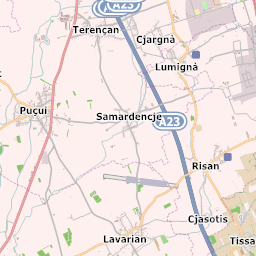 A23
Terençan
Cjargnà
Lumignà
Puçui
Samardencje
A23
Risan
Cjasotis
Lavarian
Tissa